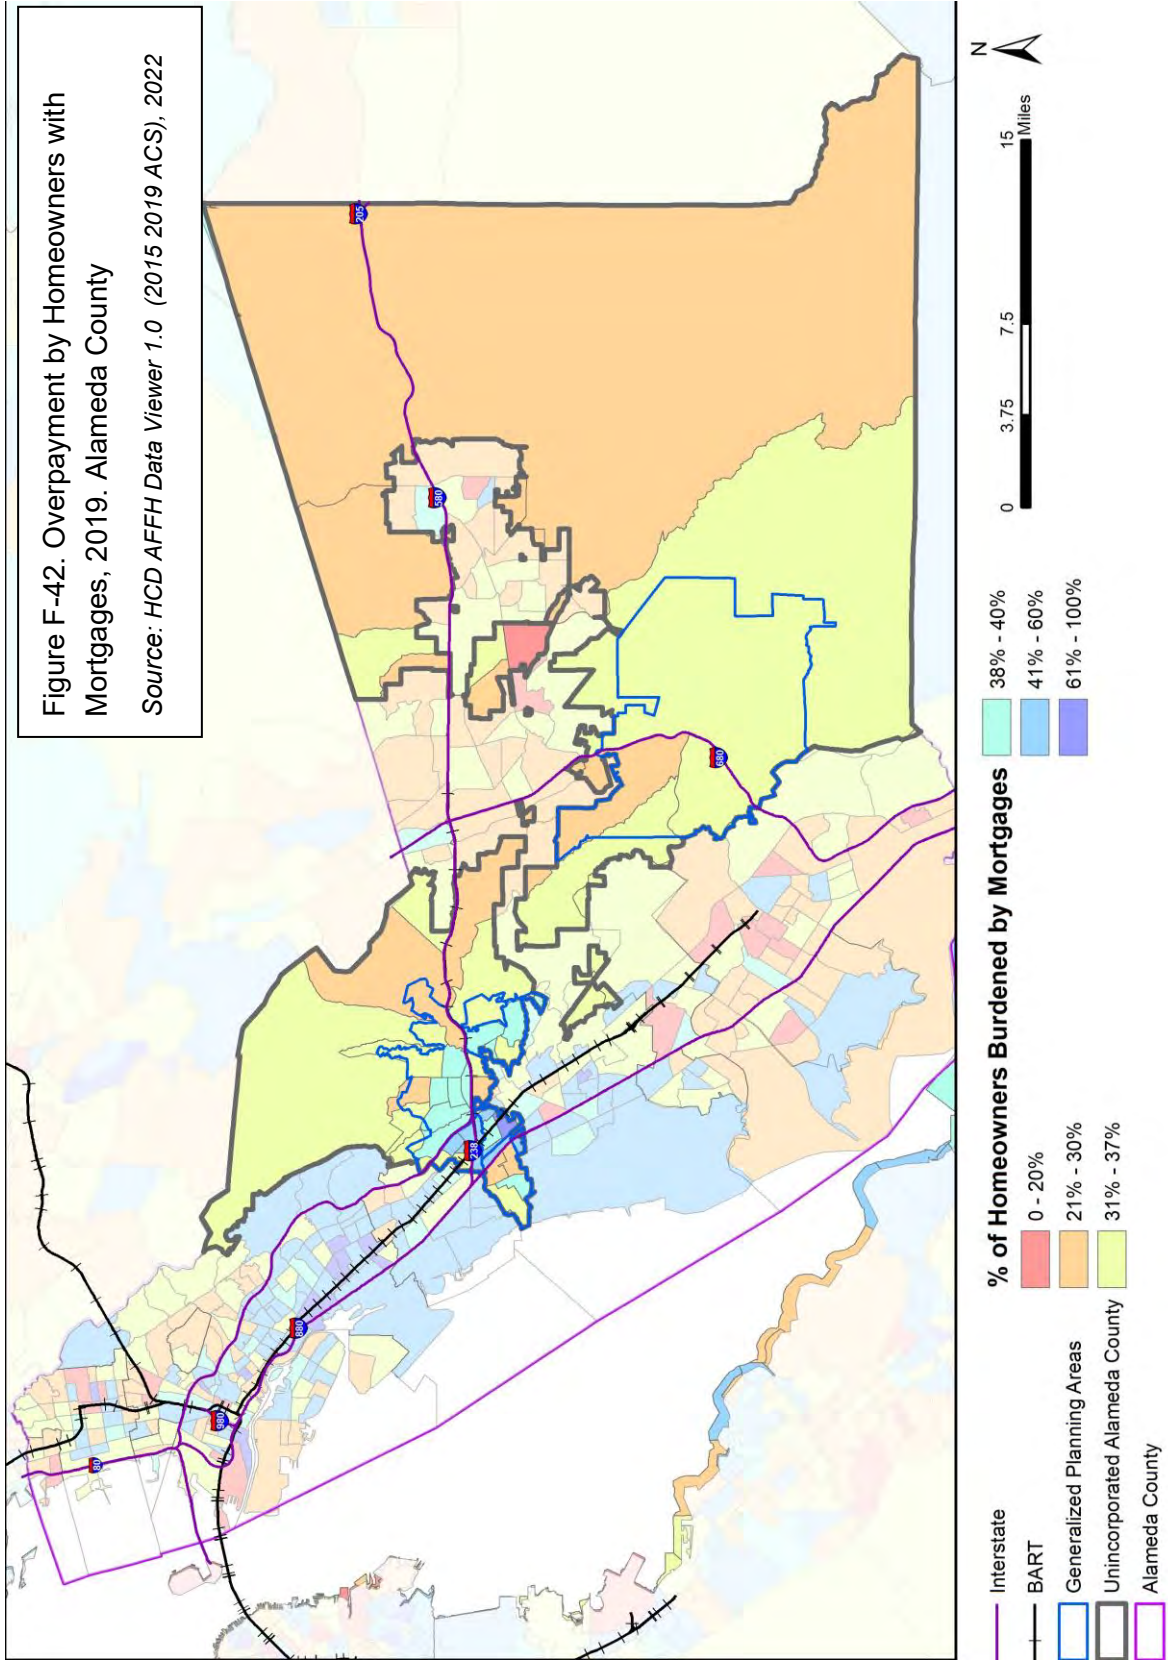 Figure F-42. Overpayment by Homeowners with
Mortgages, 2019. Alameda County
Source: HCD AFFH Data Viewer 1.0 (2015 2019 ACS), 2022
80
980
880
238
580
680
205
Interstate
BART
Generalized Planning Areas
Unincorporated Alameda County
Alameda County
% of Homeowners Burdened by Mortgages
0 - 20%
21% - 30%
31% - 37%
38% - 40%
41% - 60%
61% - 100%
0 3.75 7.5 15
Miles
N